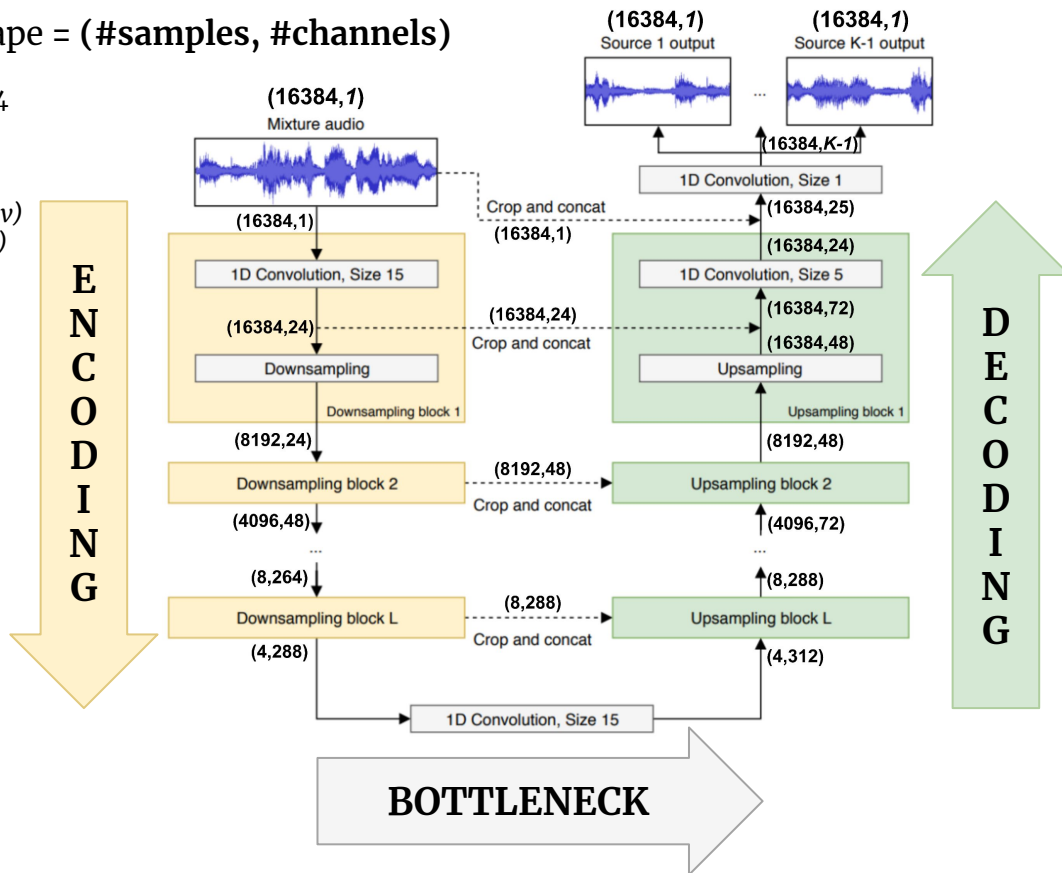 ape = (#samples, #channels)
4
v)
)
(16384,1)
Mixture audio
(16384,1)
Source 1 output
...
(16384,1)
Source K-1 output
(16384,K-1)
1D Convolution, Size 1
(16384,25)
Crop and concat
(16384,1)
(16384,1)
(16384,24)
1D Convolution, Size 15
1D Convolution, Size 5
(16384,72)
(16384,24)
(16384,24)
Crop and concat
(16384,48)
Downsampling
Upsampling
Downsampling block 1
Upsampling block 1
(8192,24)
(8192,48)
Downsampling block 2
(8192,48)
Crop and concat
Upsampling block 2
(4096,48)
(4096,72)
...
...
(8,264)
(8,288)
Downsampling block L
(8,288)
Crop and concat
Upsampling block L
(4,288)
(4,312)
1D Convolution, Size 15
ENCODING
BOTTLENECK
DECODING